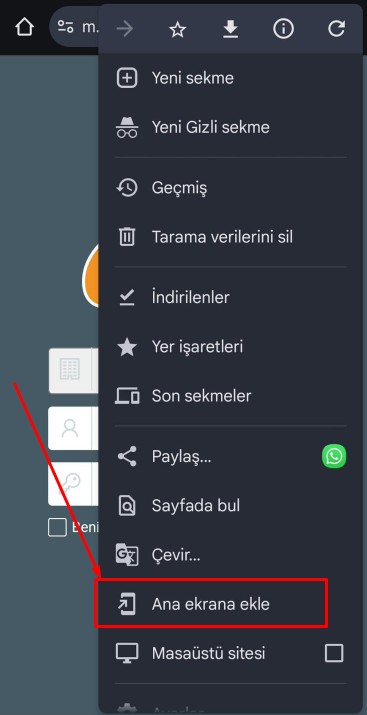 m.
Yeni sekme
Yeni Gizli sekme
Geçmiş
Tarama verilerini sil
İndirilenler
Yer işaretleri
Son sekmeler
Paylaş...
Sayfada bul
Çevir...
Ana ekrana ekle
Masaüstü sitesi
Beni
Ayarlar